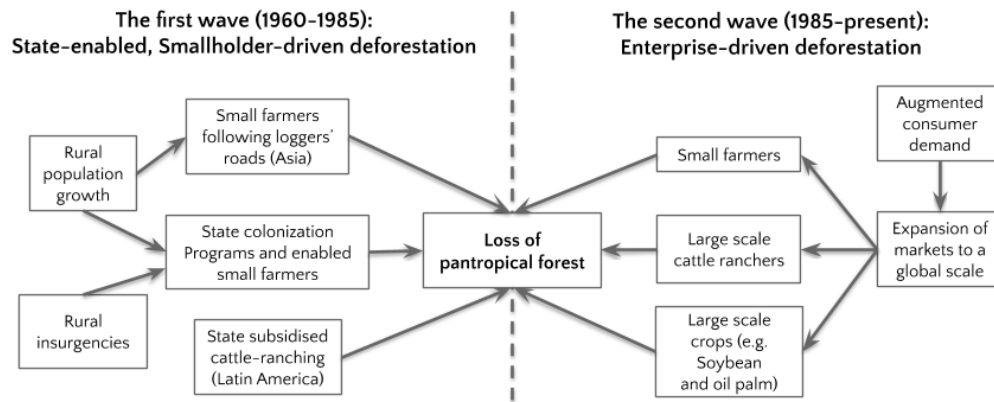 The first wave (1960-1985):
State-enabled, Smallholder-driven deforestation
Small farmers
following loggers'
roads (Asia)
Rural
population
growth
State colonization
Programs and enabled
small farmers
Rural
insurgencies
State subsidised
cattle-ranching
(Latin America)
Loss of
pantropical forest
The second wave (1985-present):
Enterprise-driven deforestation
Augmented
consumer
demand
Small farmers
Large scale
cattle ranchers
Expansion of
markets to a
global scale
Large scale
crops (e.g.
Soybean
and oil palm)